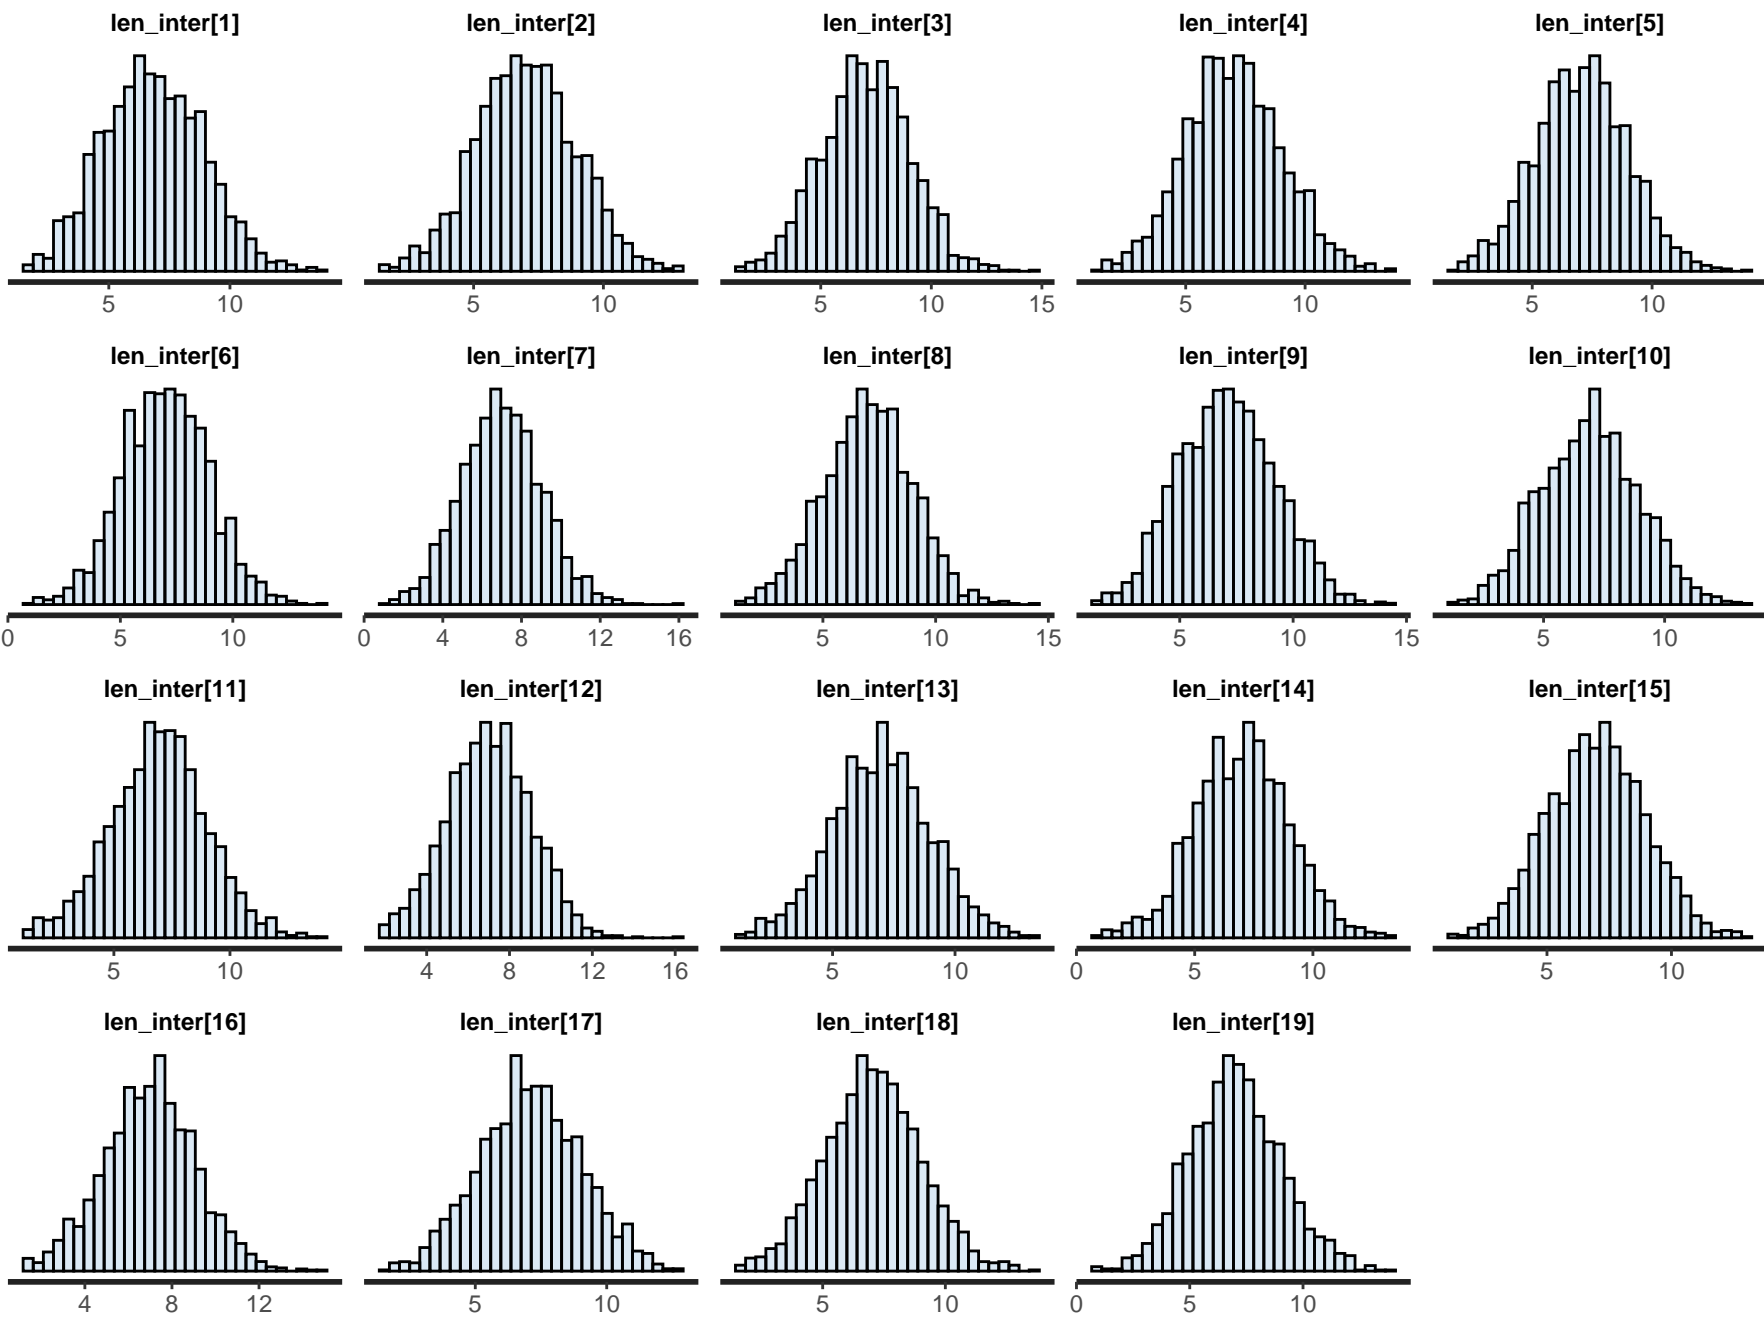 len_inter[1] len_inter[2] len_inter[3] len_inter[4] len_inter[5]
5 10 5 10 5 10 15 5 10 5 10
len_inter[6] len_inter[7] len_inter[8] len_inter[9] len_inter[10]
0 5 10 0 4 8 12 16 5 10 15 5 10 15 5 10
len_inter[11] len_inter[12] len_inter[13] len_inter[14] len_inter[15]
5 10 4 8 12 16 5 10 0 5 10 5 10
len_inter[16] len_inter[17] len_inter[18] len_inter[19]
4 8 12 5 10 5 10 0 5 10